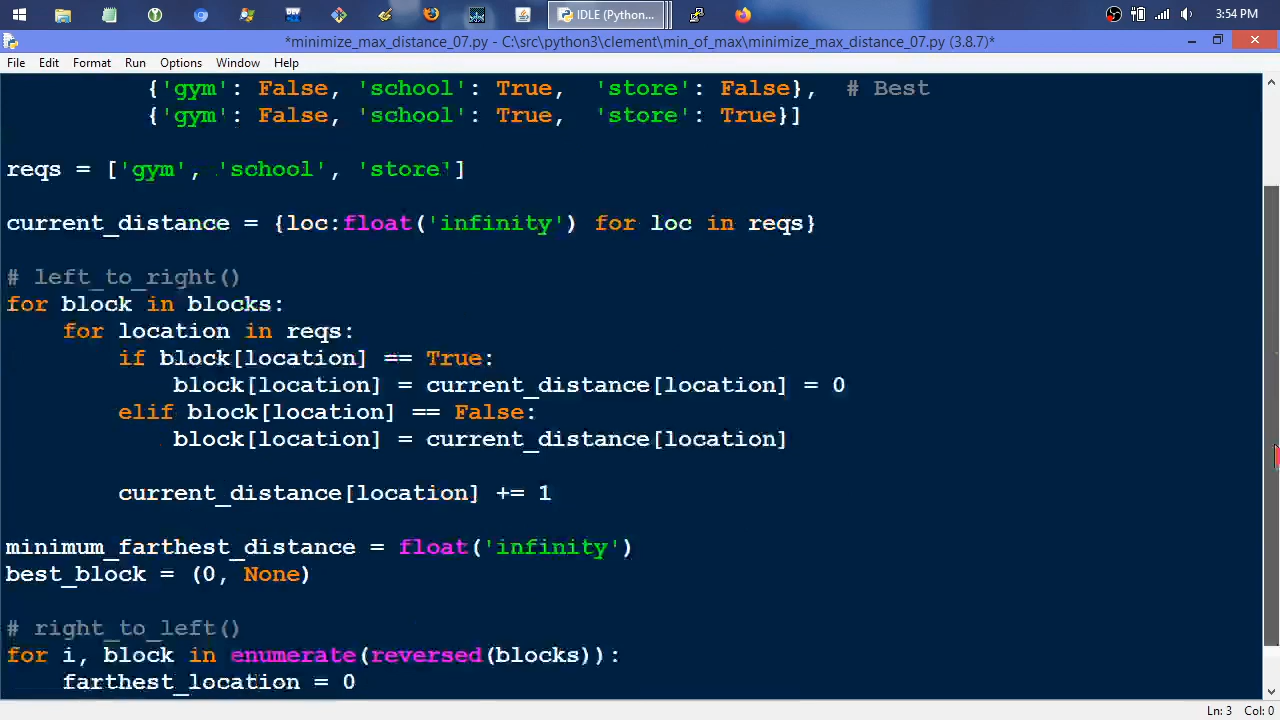 IDLE (Python...
3:54 PM
*minimize_max_distance_07.py - C:\src\python3\clement\min_of_max\minimize_max_distance_07.py (3.8.7)*
File Edit Format Run Options Window Help
{'gym': False, 'school': True, 'store': False}, # Best
{'gym': False, 'school': True, 'store': True}]
reqs = ['gym', 'school', 'store']
current_distance = {loc:float('infinity') for loc in reqs}
# left_to_right()
for block in blocks:
for location in reqs:
if block[location] == True:
block[location] = current_distance[location] = 0
elif block[location] == False:
block[location] = current_distance[location]
current_distance[location] += 1
minimum_farthest_distance = float('infinity')
best_block = (0, None)
# right_to_left()
for i, block in enumerate(reversed(blocks)):
farthest_location = 0
Ln: 3 Col: 0